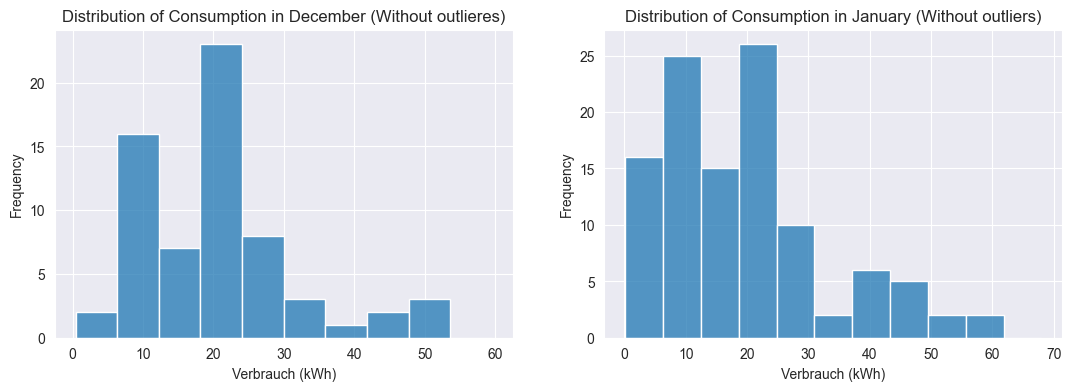 Distribution of Consumption in December (Without outlieres)
Frequency
20
15
10
5
0
0 10 20 30 40 50 60
Verbrauch (kWh)
Distribution of Consumption in January (Without outliers)
Frequency
25
20
15
10
5
0
0 10 20 30 40 50 60 70
Verbrauch (kWh)